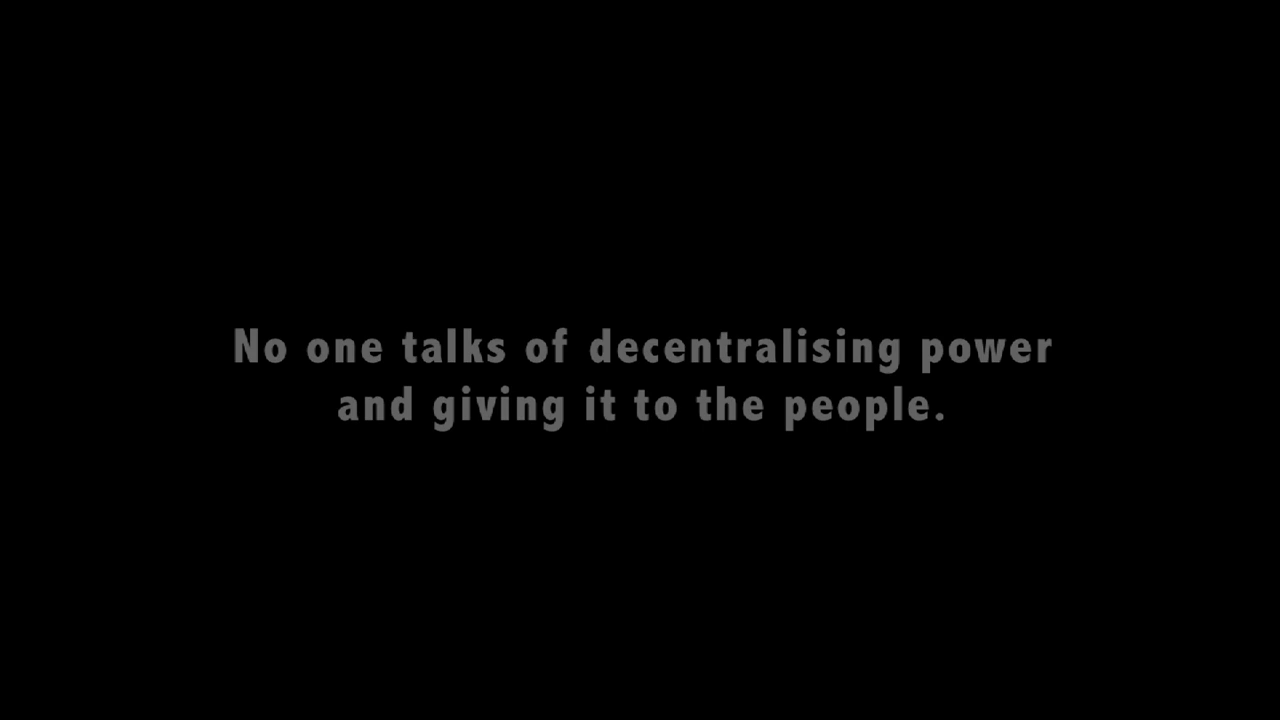 No one talks of decentralising power
and giving it to the people.